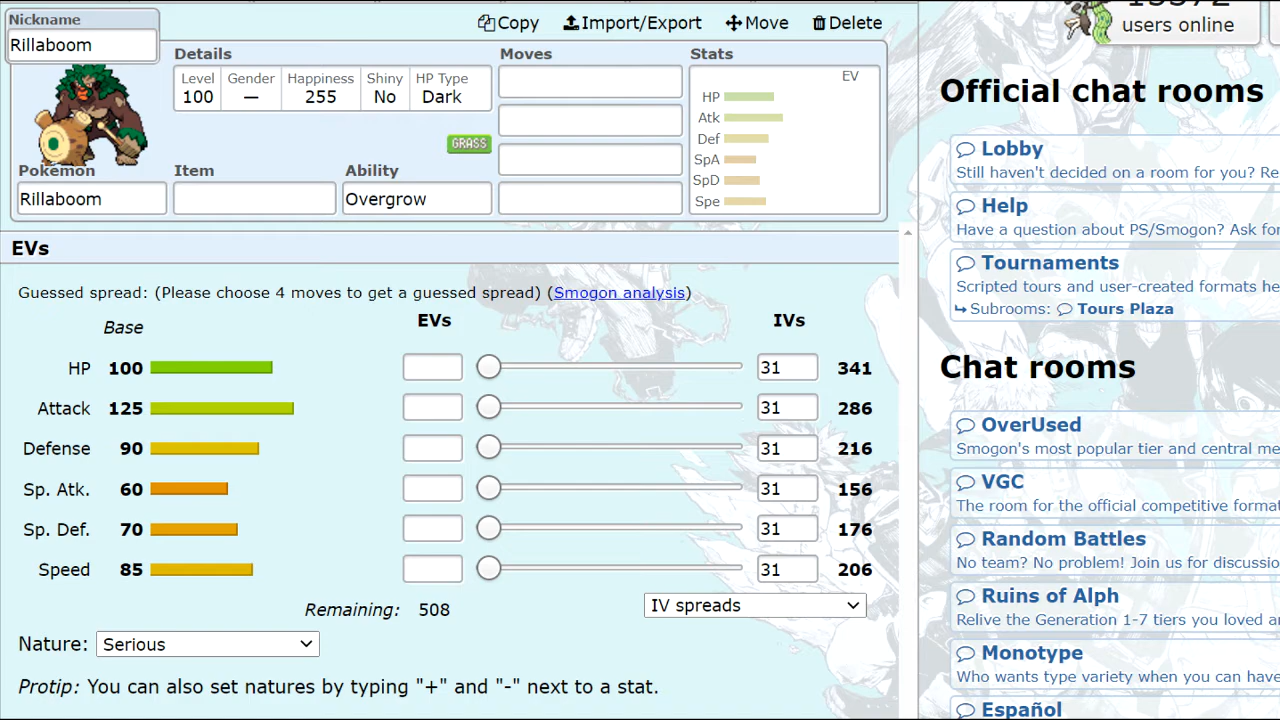 Nickname
Rillaboom
Copy Import/Export Move Delete
Details
Level Gender Happiness Shiny HP Type
100 — 255 No Dark
GRASS
Pokémon Item Ability
Rillaboom Overgrow
Moves
Stats
EV
HP
Atk
Def
SpA
SpD
Spe
EVs
Guessed spread: (Please choose 4 moves to get a guessed spread) (Smogon analysis)
Base EVs IVs
HP 100 31 341
Attack 125 31 286
Defense 90 31 216
Sp. Atk. 60 31 156
Sp. Def. 70 31 176
Speed 85 31 206
Remaining: 508 IV spreads
Nature: Serious
Protip: You can also set natures by typing "+" and "-" next to a stat.
users online
Official chat rooms
Lobby
Still haven't decided on a room for you? Re
Help
Have a question about PS/Smogon? Ask for
Tournaments
Scripted tours and user-created formats he
Subrooms: Tours Plaza
Chat rooms
OverUsed
Smogon's most popular tier and central me
VGC
The room for the official competitive format
Random Battles
No team? No problem! Join us for discussio
Ruins of Alph
Relive the Generation 1-7 tiers you loved a
Monotype
Who wants type variety when you can have
Español